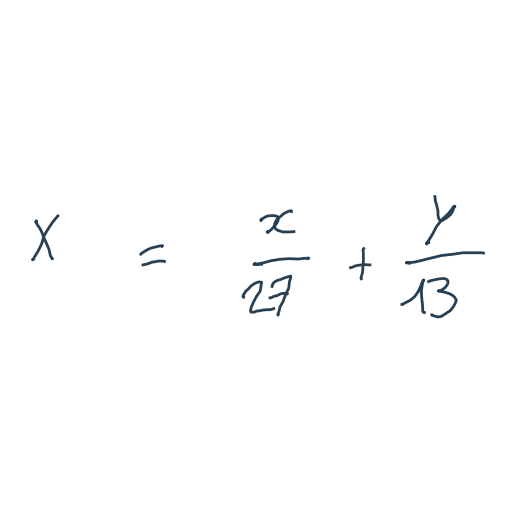 X = x/27 + y/13